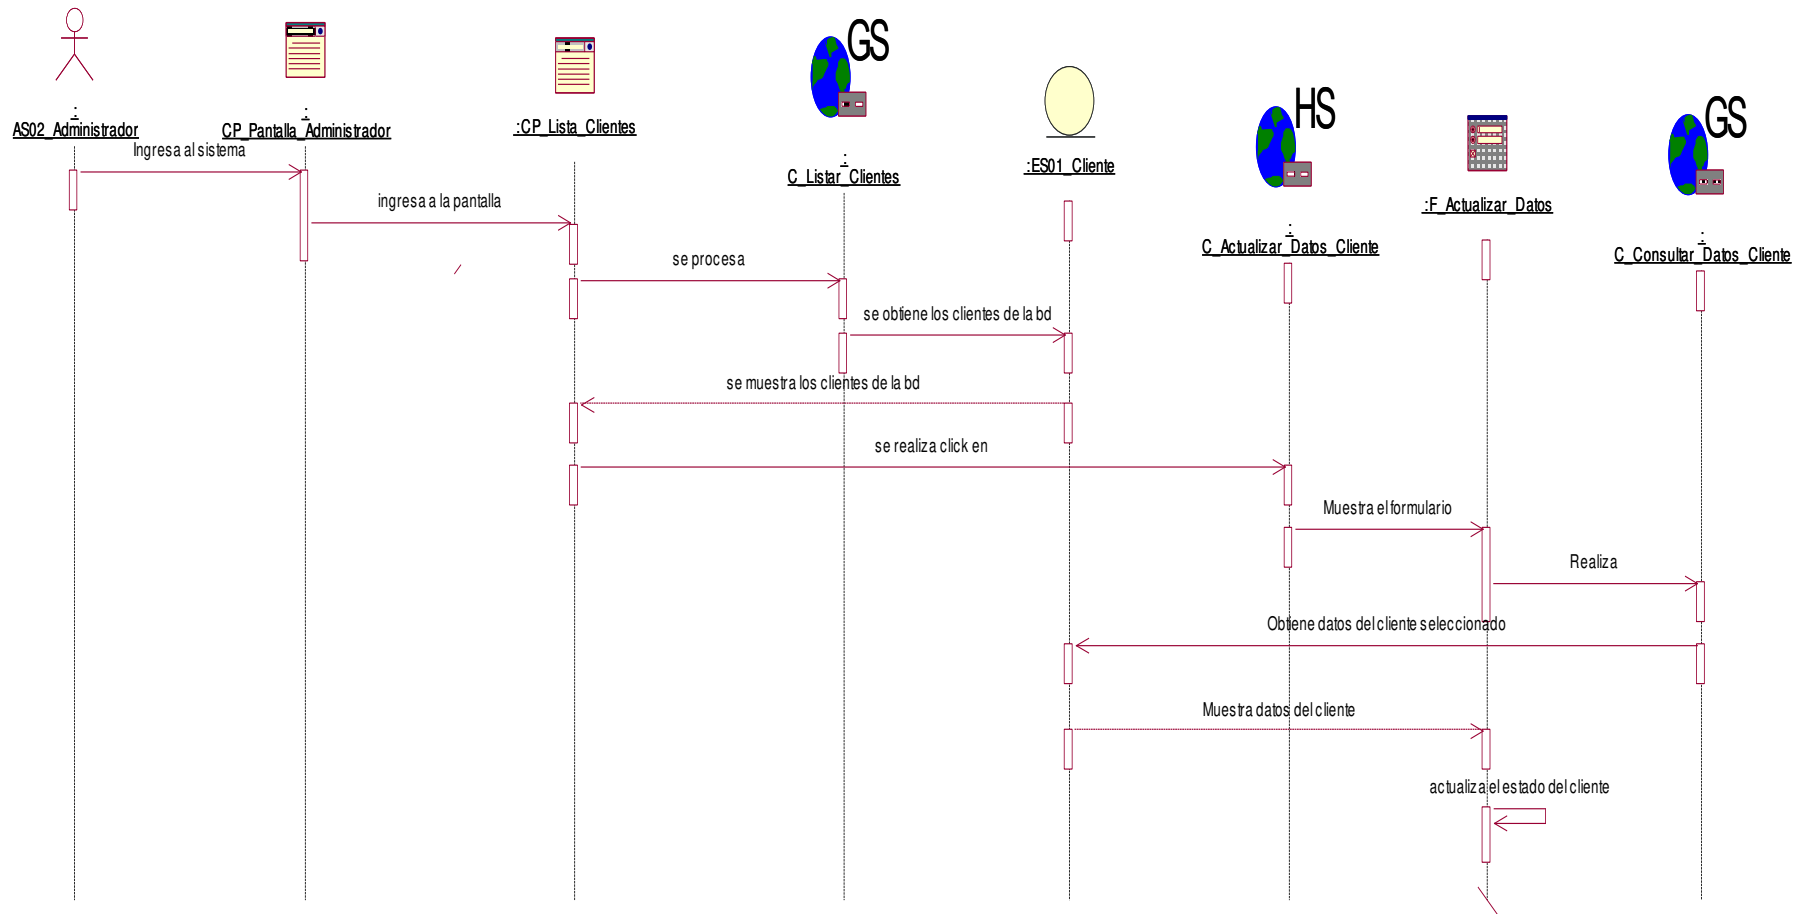 GS
HS
GS
:
AS02_Administrador
:
CP_Pantalla_Administrador
:CP_Lista_Clientes
:
C_Listar_Clientes
:ES01_Cliente
:
C_Actualizar_Datos_Cliente
:F_Actualizar_Datos
:
C_Consultar_Datos_Cliente
Ingresa al sistema
ingresa a la pantalla
se procesa
se obtiene los clientes de la bd
se muestra los clientes de la bd
se realiza click en
Muestra el formulario
Realiza
Obtiene datos del cliente seleccionado
Muestra datos del cliente
actualiza el estado del cliente